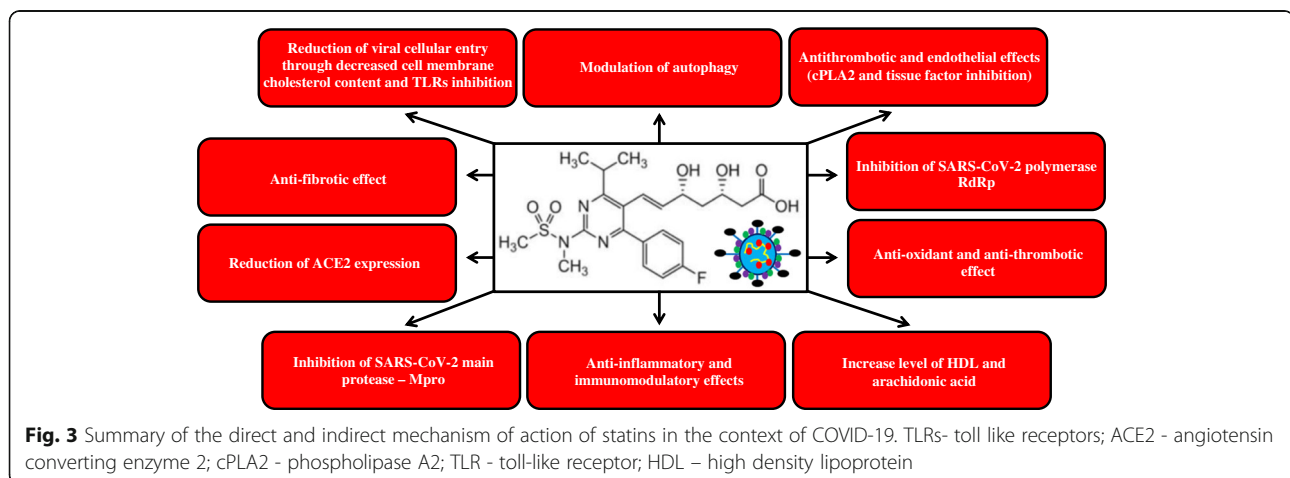 Reduction of viral cellular entry
through decreased cell membrane
cholesterol content and TLRs inhibition
Modulation of autophagy
Antithrombotic and endothelial effects
(cPLA2 and tissue factor inhibition)
Anti-fibrotic effect
Inhibition of SARS-CoV-2 polymerase
RdRp
Reduction of ACE2 expression
Anti-oxidant and anti-thrombotic
effect
H₃C
CH₃
OH
OH
O
OH
O
O
S
N
H₃C
N
N
CH₃
F
Inhibition of SARS-CoV-2 main
protease – Mpro
Anti-inflammatory and
immunomodulatory effects
Increase level of HDL and
arachidonic acid
Fig. 3 Summary of the direct and indirect mechanism of action of statins in the context of COVID-19. TLRs- toll like receptors; ACE2 - angiotensin
converting enzyme 2; cPLA2 - phospholipase A2; TLR - toll-like receptor; HDL – high density lipoprotein